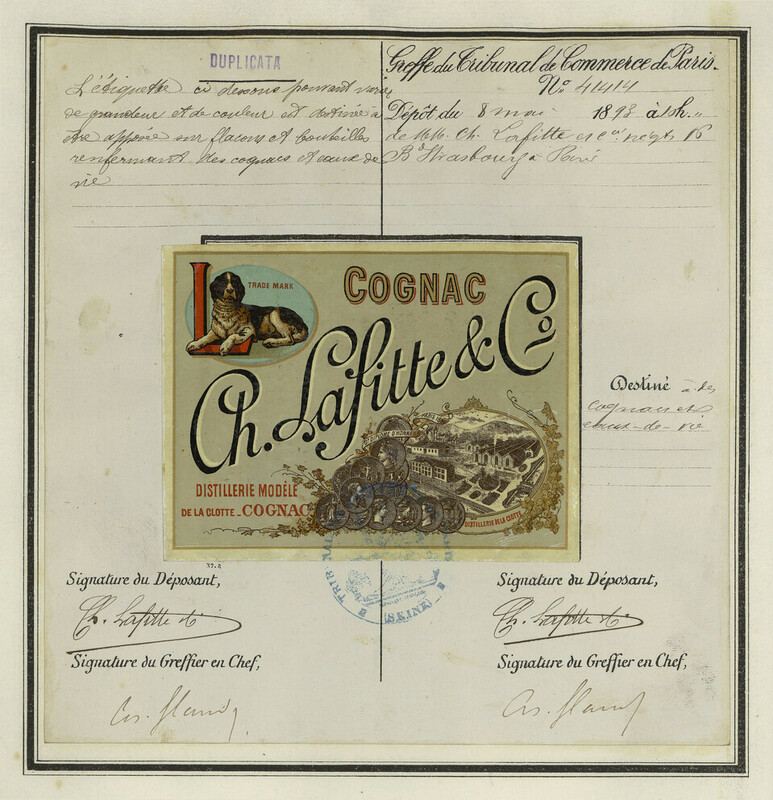 DUPLICATA
L'étiquette ci dessous pouvant varier
de grandeur et de couleur est destinée à
être apposée sur flacons et bouteilles
renfermant des cognacs et eaux de
vie
Greffe du Tribunal de Commerce de Paris.
No. 41414
Dépôt du 8 mai 1893 à 1h. "
de MM. Ch. Lafitte et Cie negts 16
Bd Strasbourg à Paris
L
TRADE MARK
COGNAC
Ch. Lafitte & Co
DISTILLERIE MODÈLE
DE LA CLOTTE - COGNAC
DISTILLERIE DE LA CLOTTE
Destiné à des
cognacs et
eaux-de-vie
TRIBUNAL
(SEINE)
Signature du Déposant,
Ch. Lafitte & Co
Signature du Greffier en Chef,
Signature du Déposant,
Ch. Lafitte & Co
Signature du Greffier en Chef,